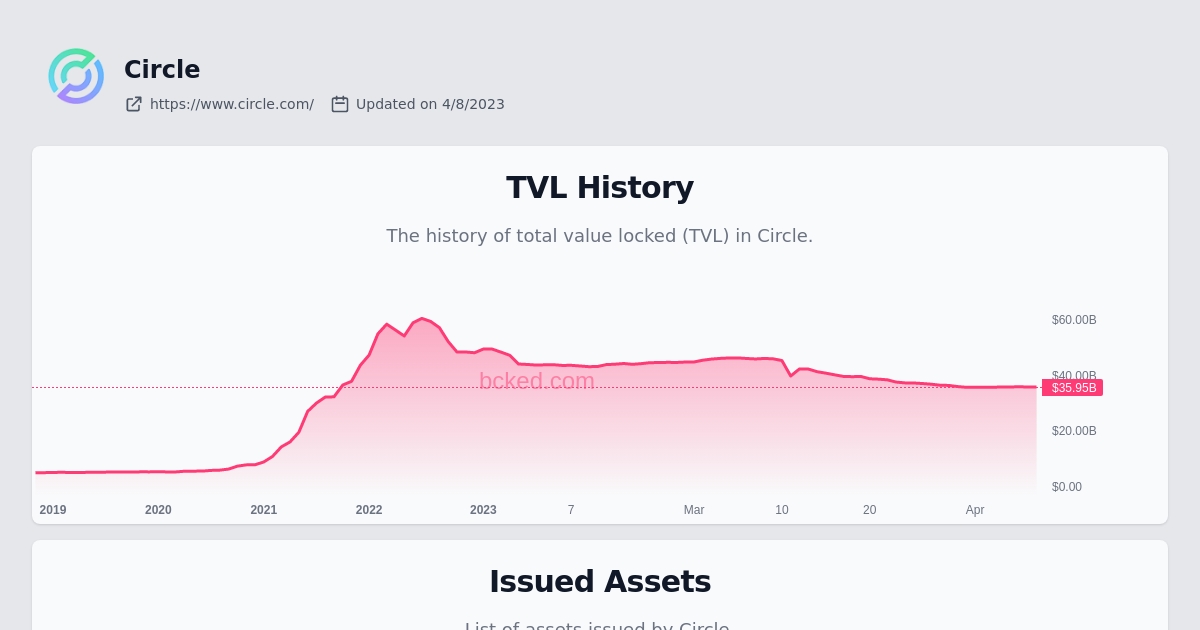 Circle
https://www.circle.com/ Updated on 4/8/2023
TVL History
The history of total value locked (TVL) in Circle.
$60.00B
$40.00B
bcked.com
$35.95B
$20.00B
$0.00
2019 2020 2021 2022 2023 7 Mar 10 20 Apr
Issued Assets
List of assets issued by Circle